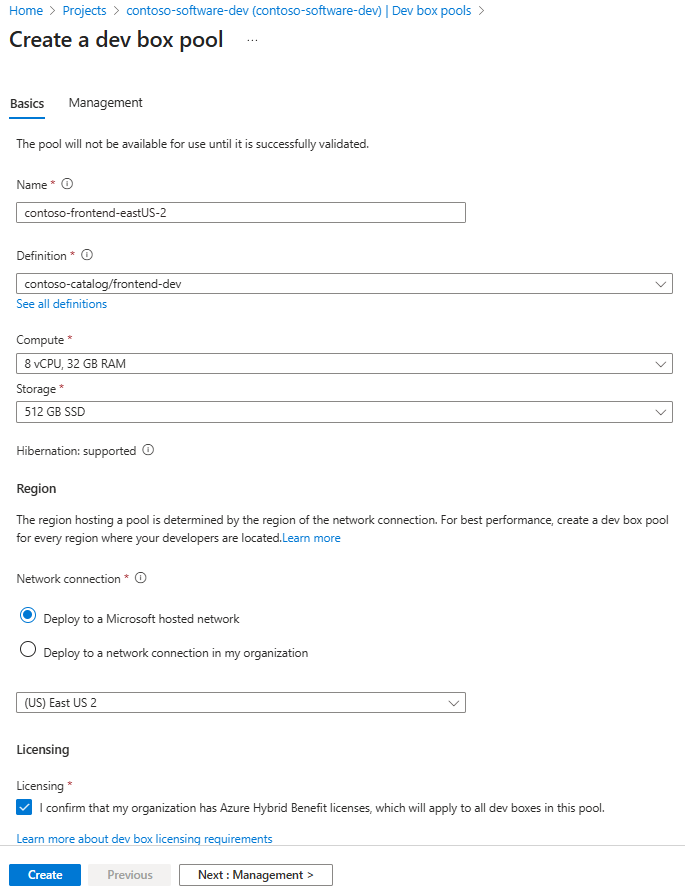 Home > Projects > contoso-software-dev (contoso-software-dev) | Dev box pools >
Create a dev box pool ...
Basics Management
The pool will not be available for use until it is successfully validated.
Name *
contoso-frontend-eastUS-2
Definition *
contoso-catalog/frontend-dev
See all definitions
Compute *
8 vCPU, 32 GB RAM
Storage *
512 GB SSD
Hibernation: supported
Region
The region hosting a pool is determined by the region of the network connection. For best performance, create a dev box pool
for every region where your developers are located.Learn more
Network connection *
Deploy to a Microsoft hosted network
Deploy to a network connection in my organization
(US) East US 2
Licensing
Licensing *
I confirm that my organization has Azure Hybrid Benefit licenses, which will apply to all dev boxes in this pool.
Learn more about dev box licensing requirements
Create Previous Next : Management >